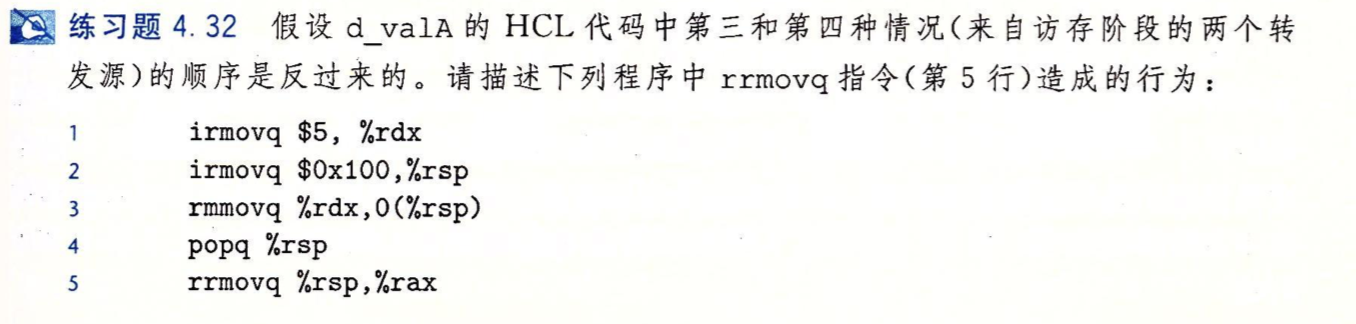 练习题 4.32 假设 d_valA 的 HCL 代码中第三和第四种情况(来自访存阶段的两个转
发源)的顺序是反过来的。请描述下列程序中 rrmovq 指令(第 5 行)造成的行为：
1 irmovq $5, %rdx
2 irmovq $0x100,%rsp
3 rmmovq %rdx,0(%rsp)
4 popq %rsp
5 rrmovq %rsp,%rax